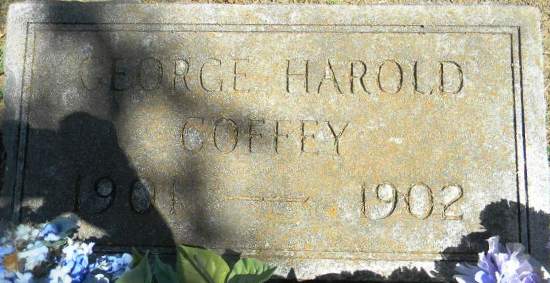 GEORGE HAROLD
COFFEY
1901 — 1902